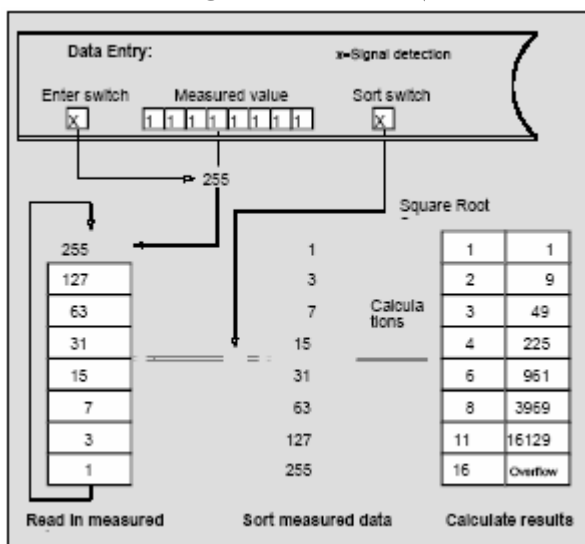 Data Entry:
x=Signal detection
Enter switch
Measured value
Sort switch
X
1 1 1 1 1 1 1 1
X
255
Square Root
255
127
63
31
15
7
3
1
1
3
7
15
31
63
127
255
Calcula
tions
1 1
2 9
3 49
4 225
6 961
8 3969
11 16129
16 Overflow
Read in measured
Sort measured data
Calculate results